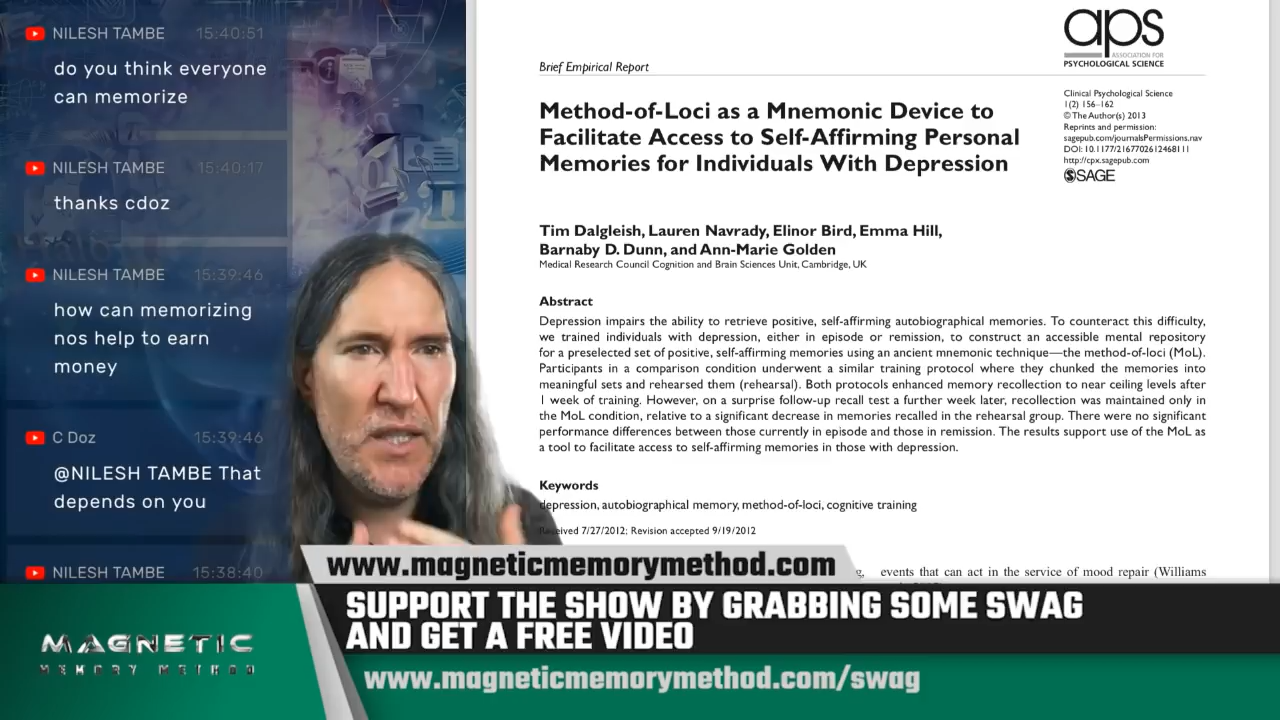 NILESH TAMBE 15:40:51
do you think everyone
can memorize
NILESH TAMBE 15:40:17
thanks cdoz
NILESH TAMBE 15:39:46
how can memorizing
nos help to earn
money
C Doz 15:39:46
@NILESH TAMBE That
depends on you
NILESH TAMBE 15:38:40
aps
ASSOCIATION FOR
PSYCHOLOGICAL SCIENCE
Brief Empirical Report
Clinical Psychological Science
1(2) 156–162
© The Author(s) 2013
Reprints and permission:
sagepub.com/journalsPermissions.nav
DOI: 10.1177/2167702612468111
http://cpx.sagepub.com
SAGE
Method-of-Loci as a Mnemonic Device to
Facilitate Access to Self-Affirming Personal
Memories for Individuals With Depression
Tim Dalgleish, Lauren Navrady, Elinor Bird, Emma Hill,
Barnaby D. Dunn, and Ann-Marie Golden
Medical Research Council Cognition and Brain Sciences Unit, Cambridge, UK
Abstract
Depression impairs the ability to retrieve positive, self-affirming autobiographical memories. To counteract this difficulty,
we trained individuals with depression, either in episode or remission, to construct an accessible mental repository
for a preselected set of positive, self-affirming memories using an ancient mnemonic technique—the method-of-loci (MoL).
Participants in a comparison condition underwent a similar training protocol where they chunked the memories into
meaningful sets and rehearsed them (rehearsal). Both protocols enhanced memory recollection to near ceiling levels after
1 week of training. However, on a surprise follow-up recall test a further week later, recollection was maintained only in
the MoL condition, relative to a significant decrease in memories recalled in the rehearsal group. There were no significant
performance differences between those currently in episode and those in remission. The results support use of the MoL as
a tool to facilitate access to self-affirming memories in those with depression.
Keywords
depression, autobiographical memory, method-of-loci, cognitive training
Received 7/27/2012; Revision accepted 9/19/2012
events that can act in the service of mood repair (Williams
www.magneticmemorymethod.com
SUPPORT THE SHOW BY GRABBING SOME SWAG
AND GET A FREE VIDEO
www.magneticmemorymethod.com/swag
MAGNETIC
MEMORY METHOD